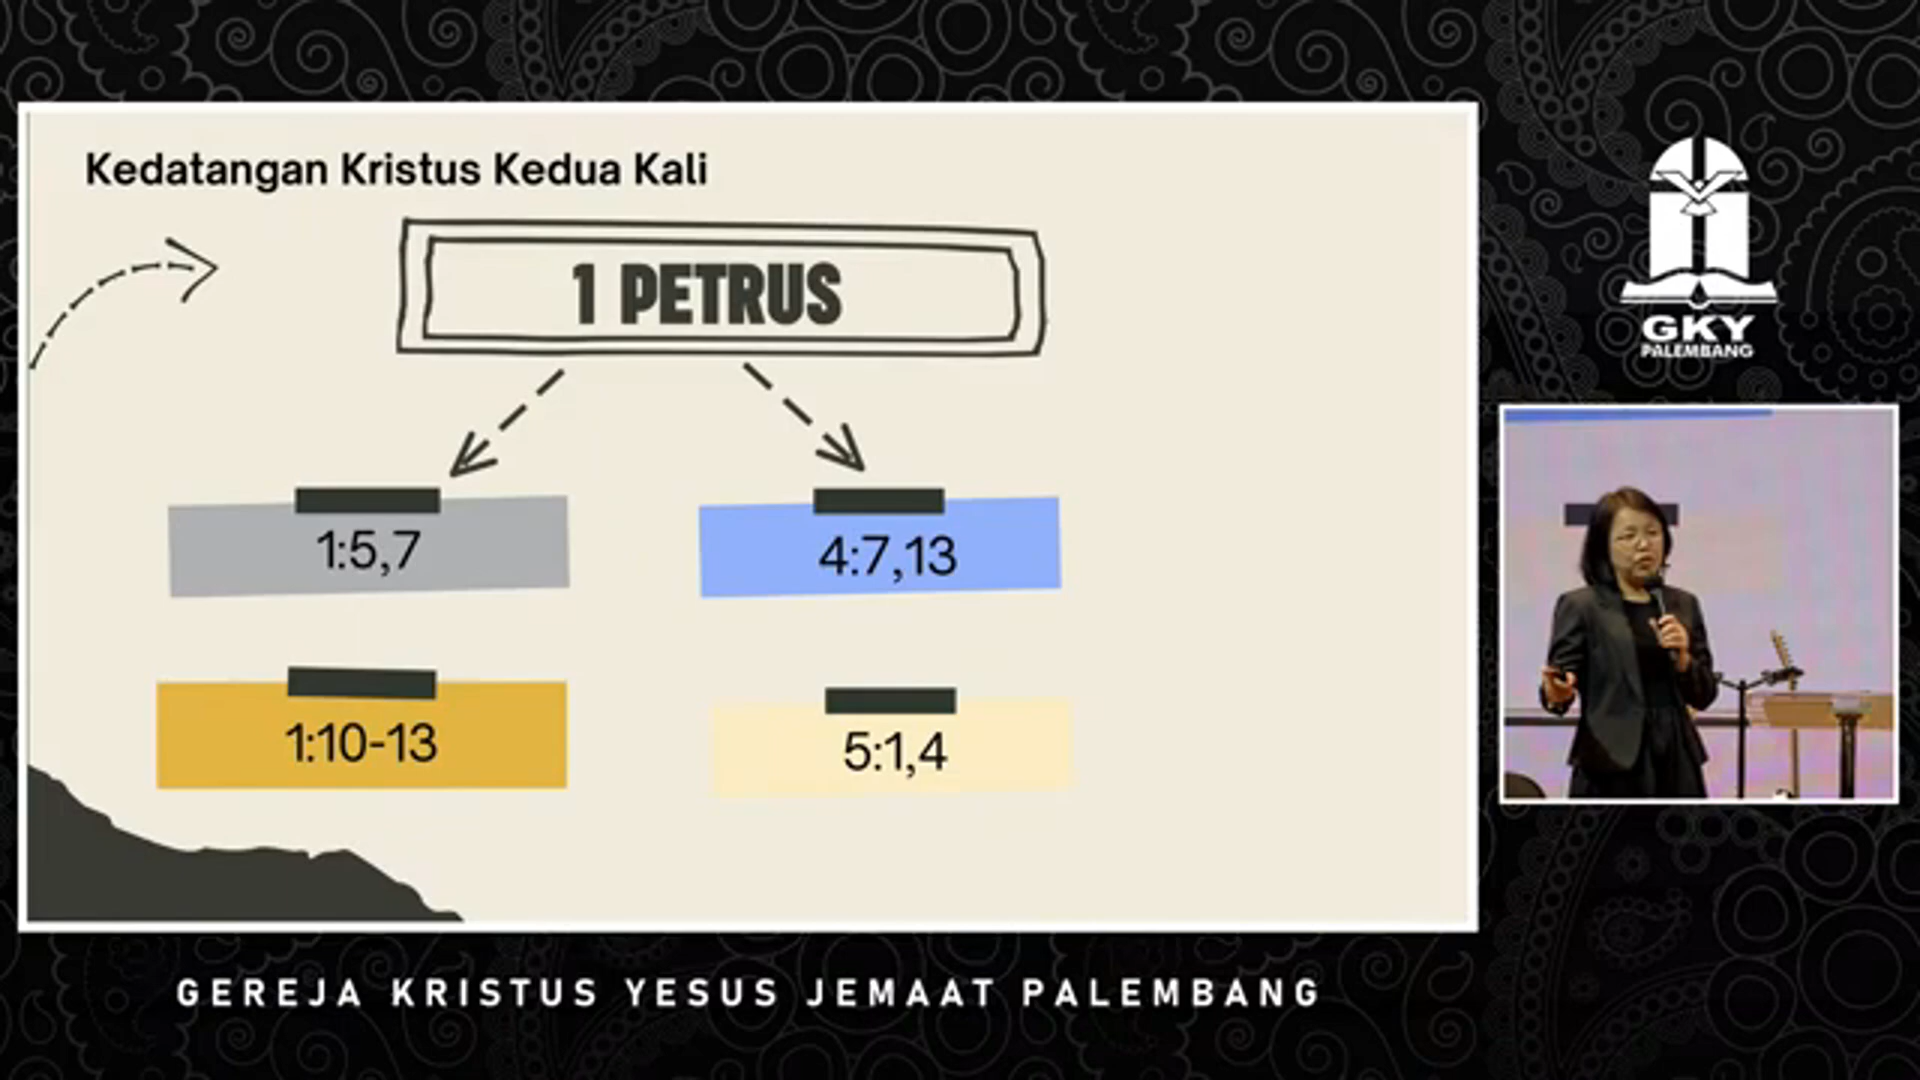 Kedatangan Kristus Kedua Kali
1 PETRUS
1:5,7
4:7,13
1:10-13
5:1,4
GKY
PALEMBANG
GEREJA KRISTUS YESUS JEMAAT PALEMBANG